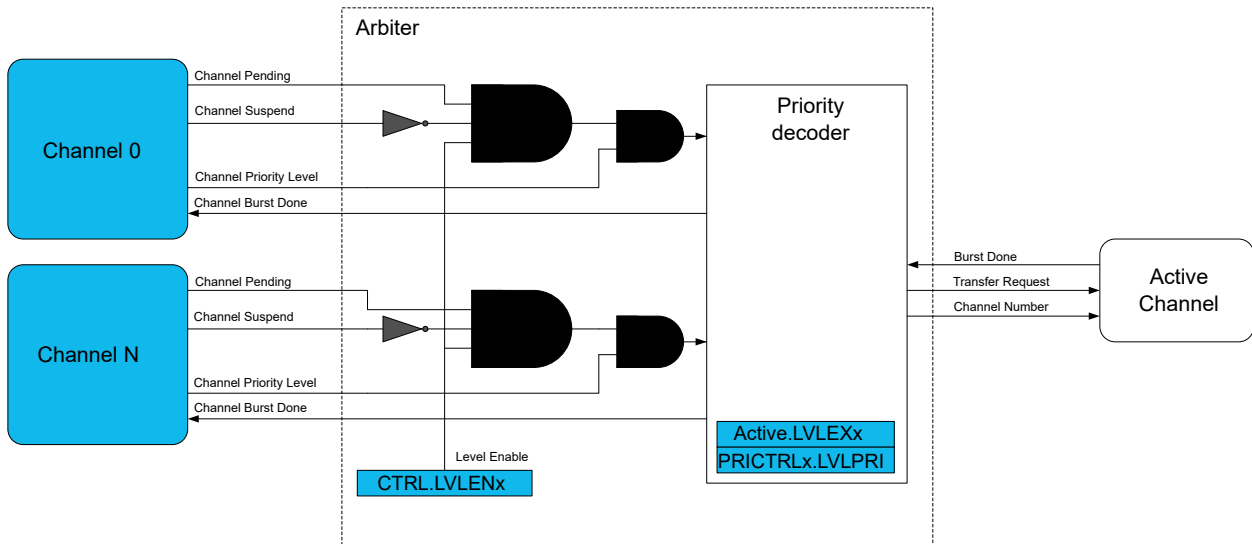 Arbiter
Channel Pending
Channel Suspend
Channel 0
Channel Priority Level
Channel Burst Done
Priority
decoder
Burst Done
Transfer Request
Channel Number
Active
Channel
Channel Pending
Channel Suspend
Channel N
Channel Priority Level
Channel Burst Done
Level Enable
CTRL.LVLENx
Active.LVLEXx
PRICTRLx.LVLPRI